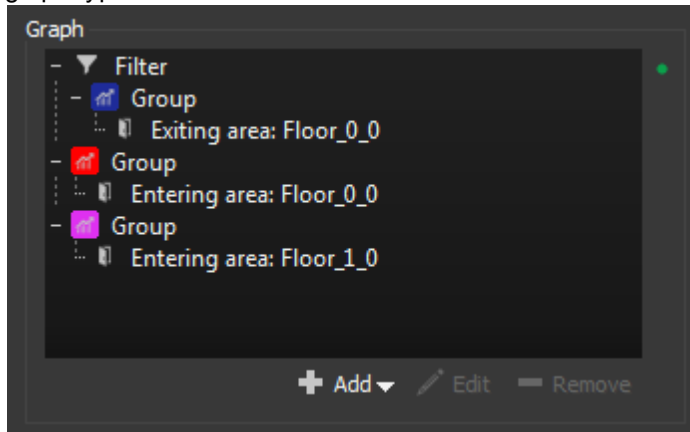 Graph
Filter
Group
Exiting area: Floor_0_0
Group
Entering area: Floor_0_0
Group
Entering area: Floor_1_0
Add Edit Remove